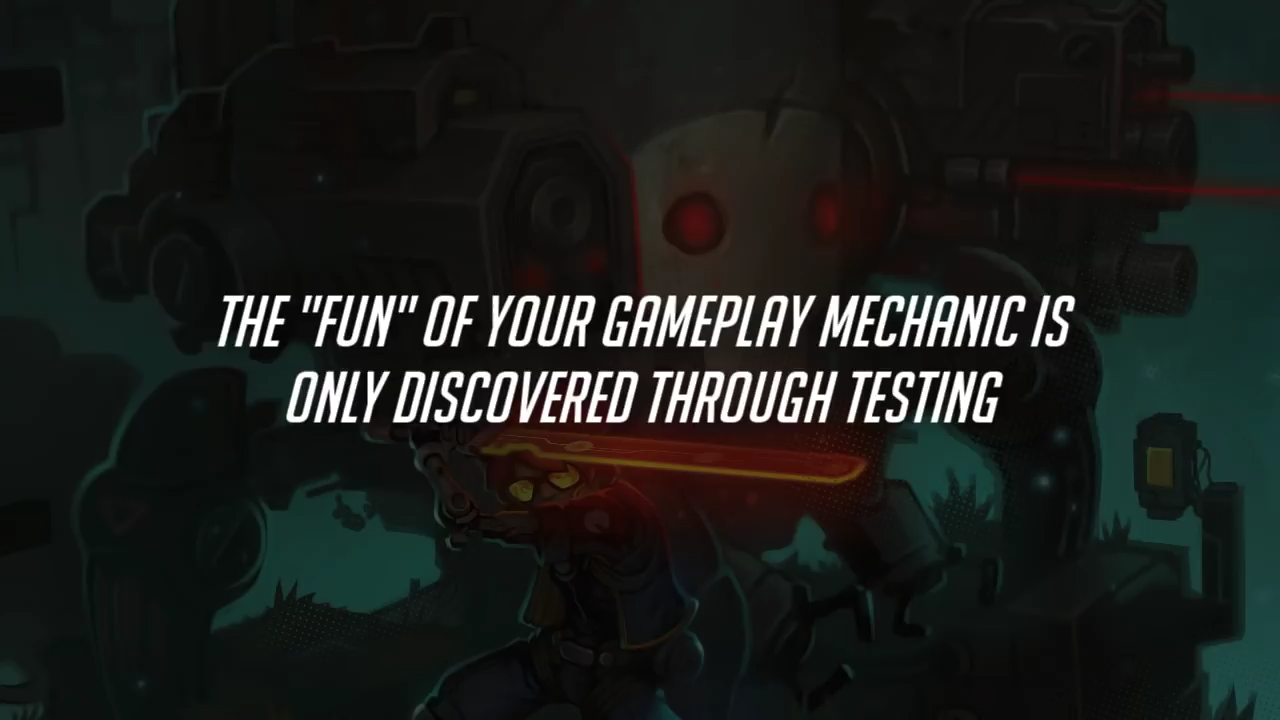 THE "FUN" OF YOUR GAMEPLAY MECHANIC IS
ONLY DISCOVERED THROUGH TESTING